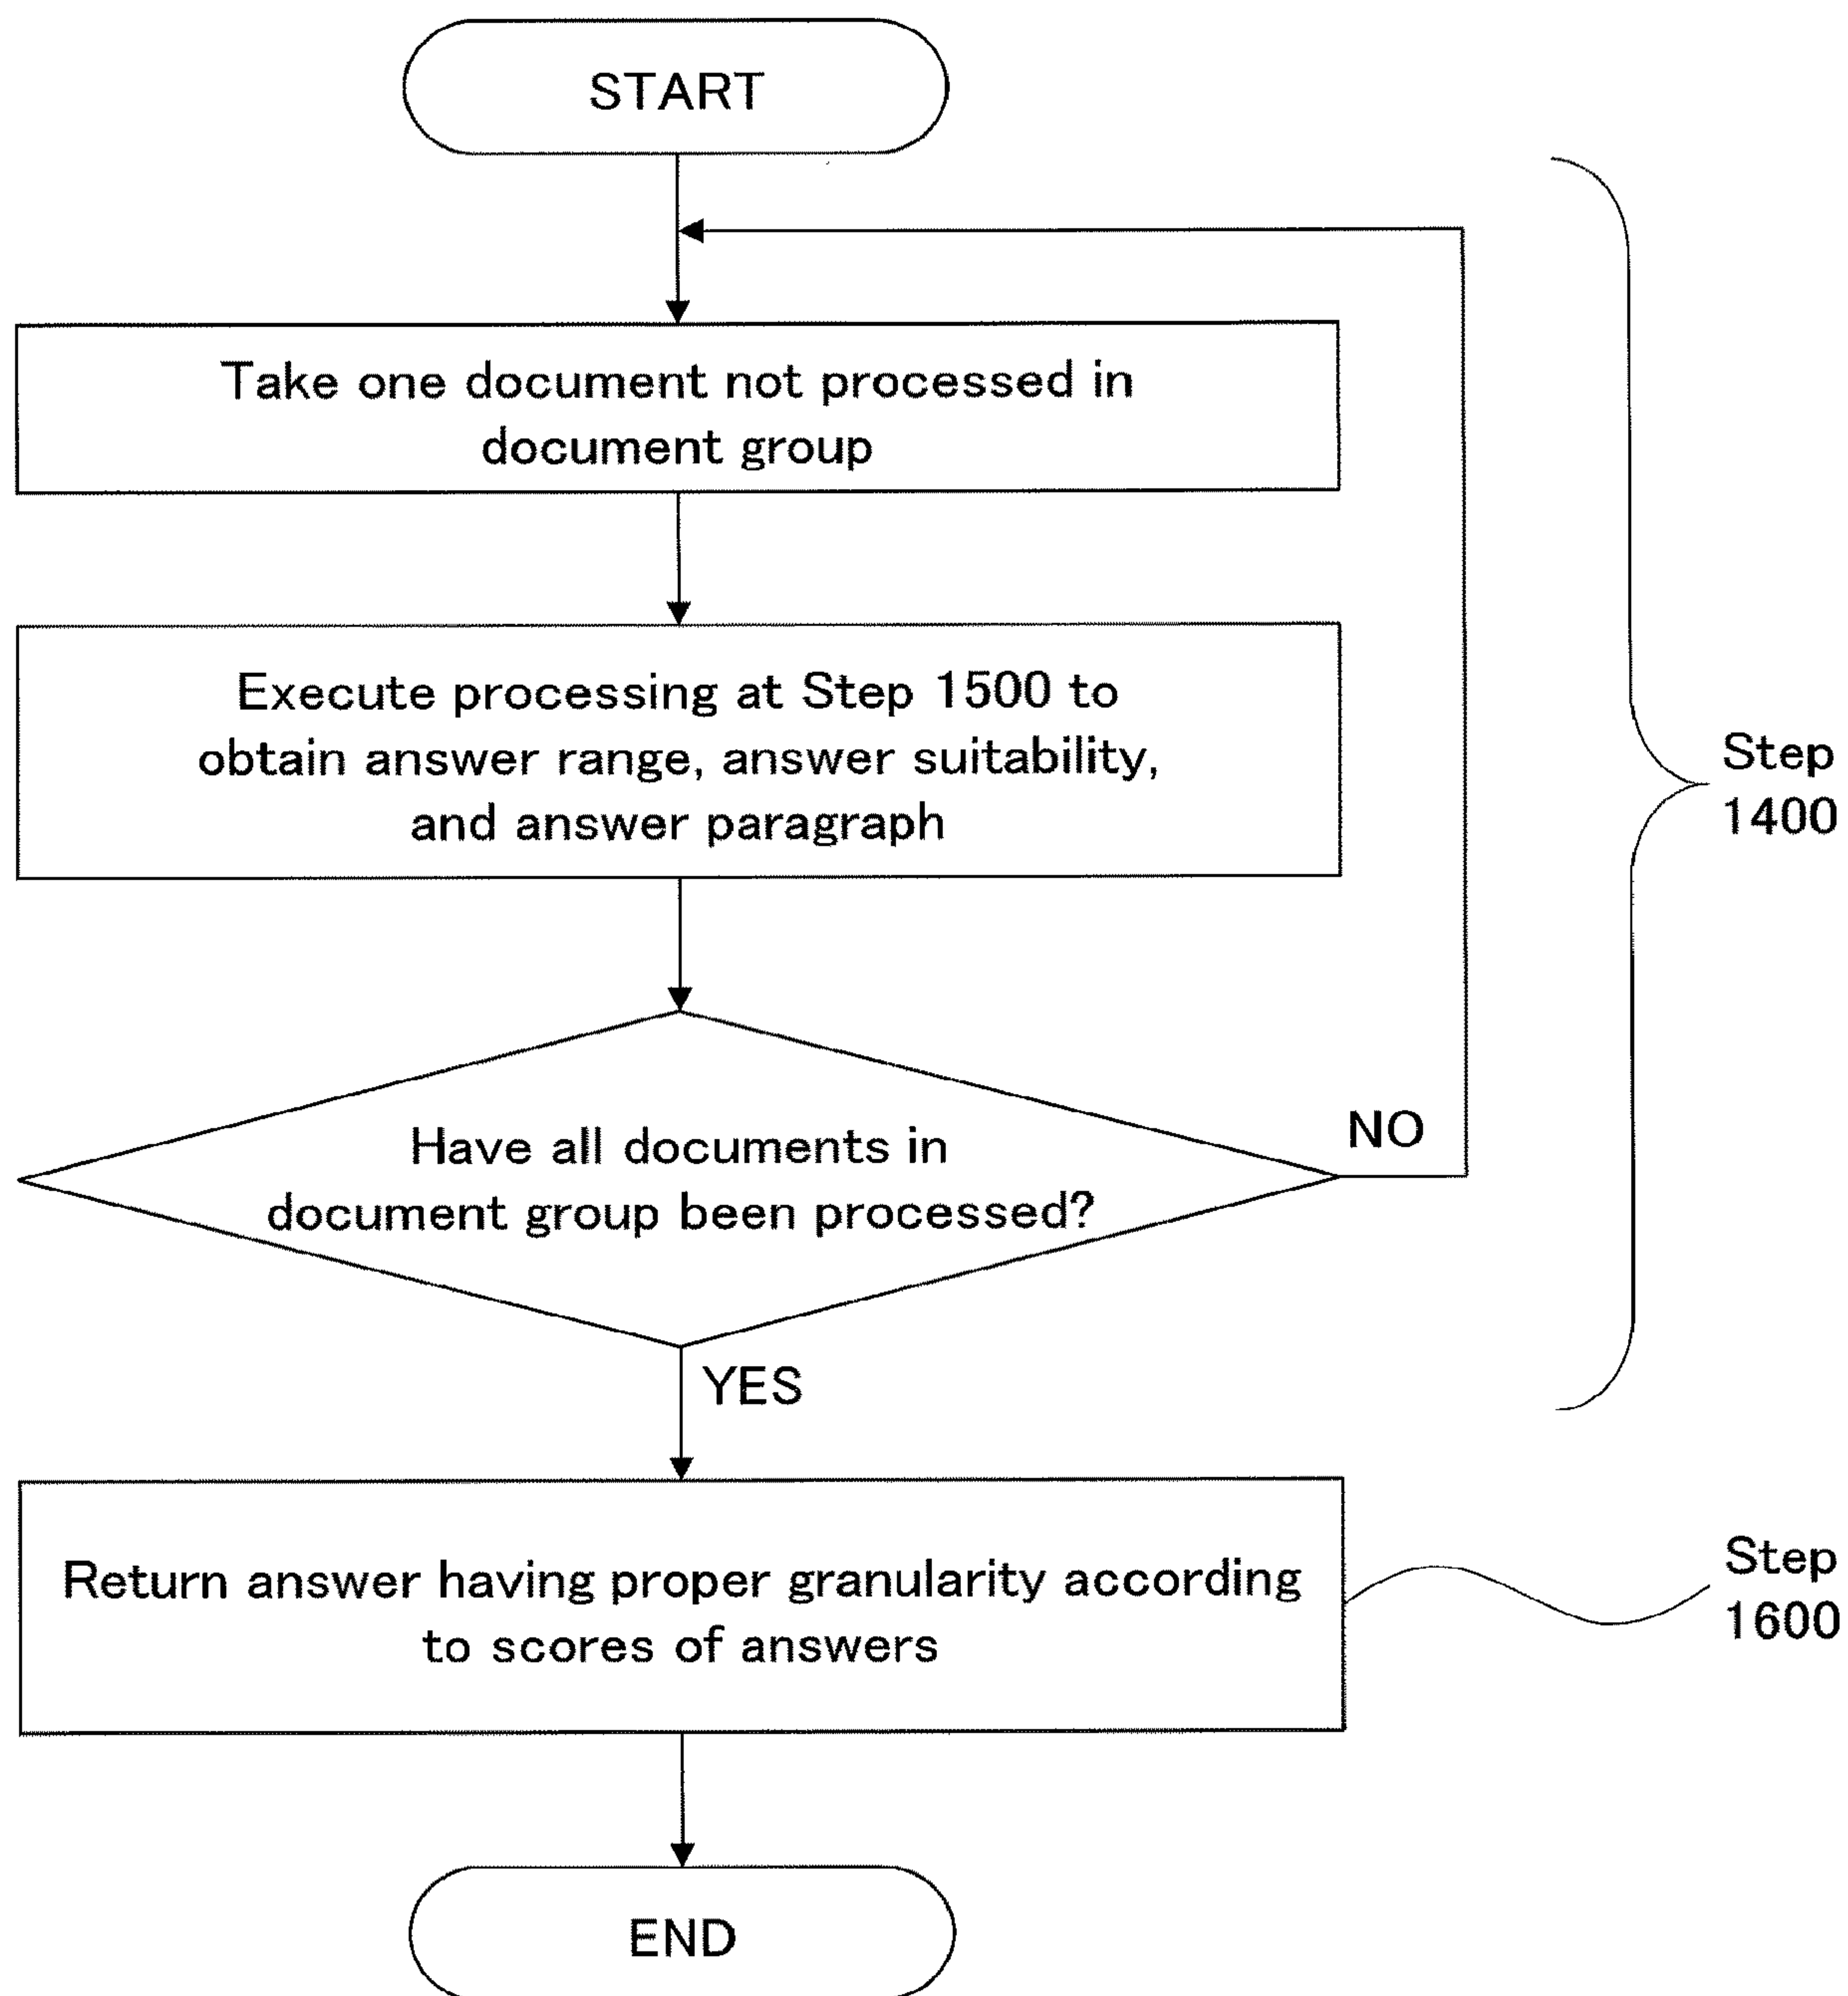 START
Take one document not processed in
document group
Execute processing at Step 1500 to
obtain answer range, answer suitability,
and answer paragraph
Step
1400
Have all documents in
document group been processed?
NO
YES
Return answer having proper granularity according
to scores of answers
Step
1600
END